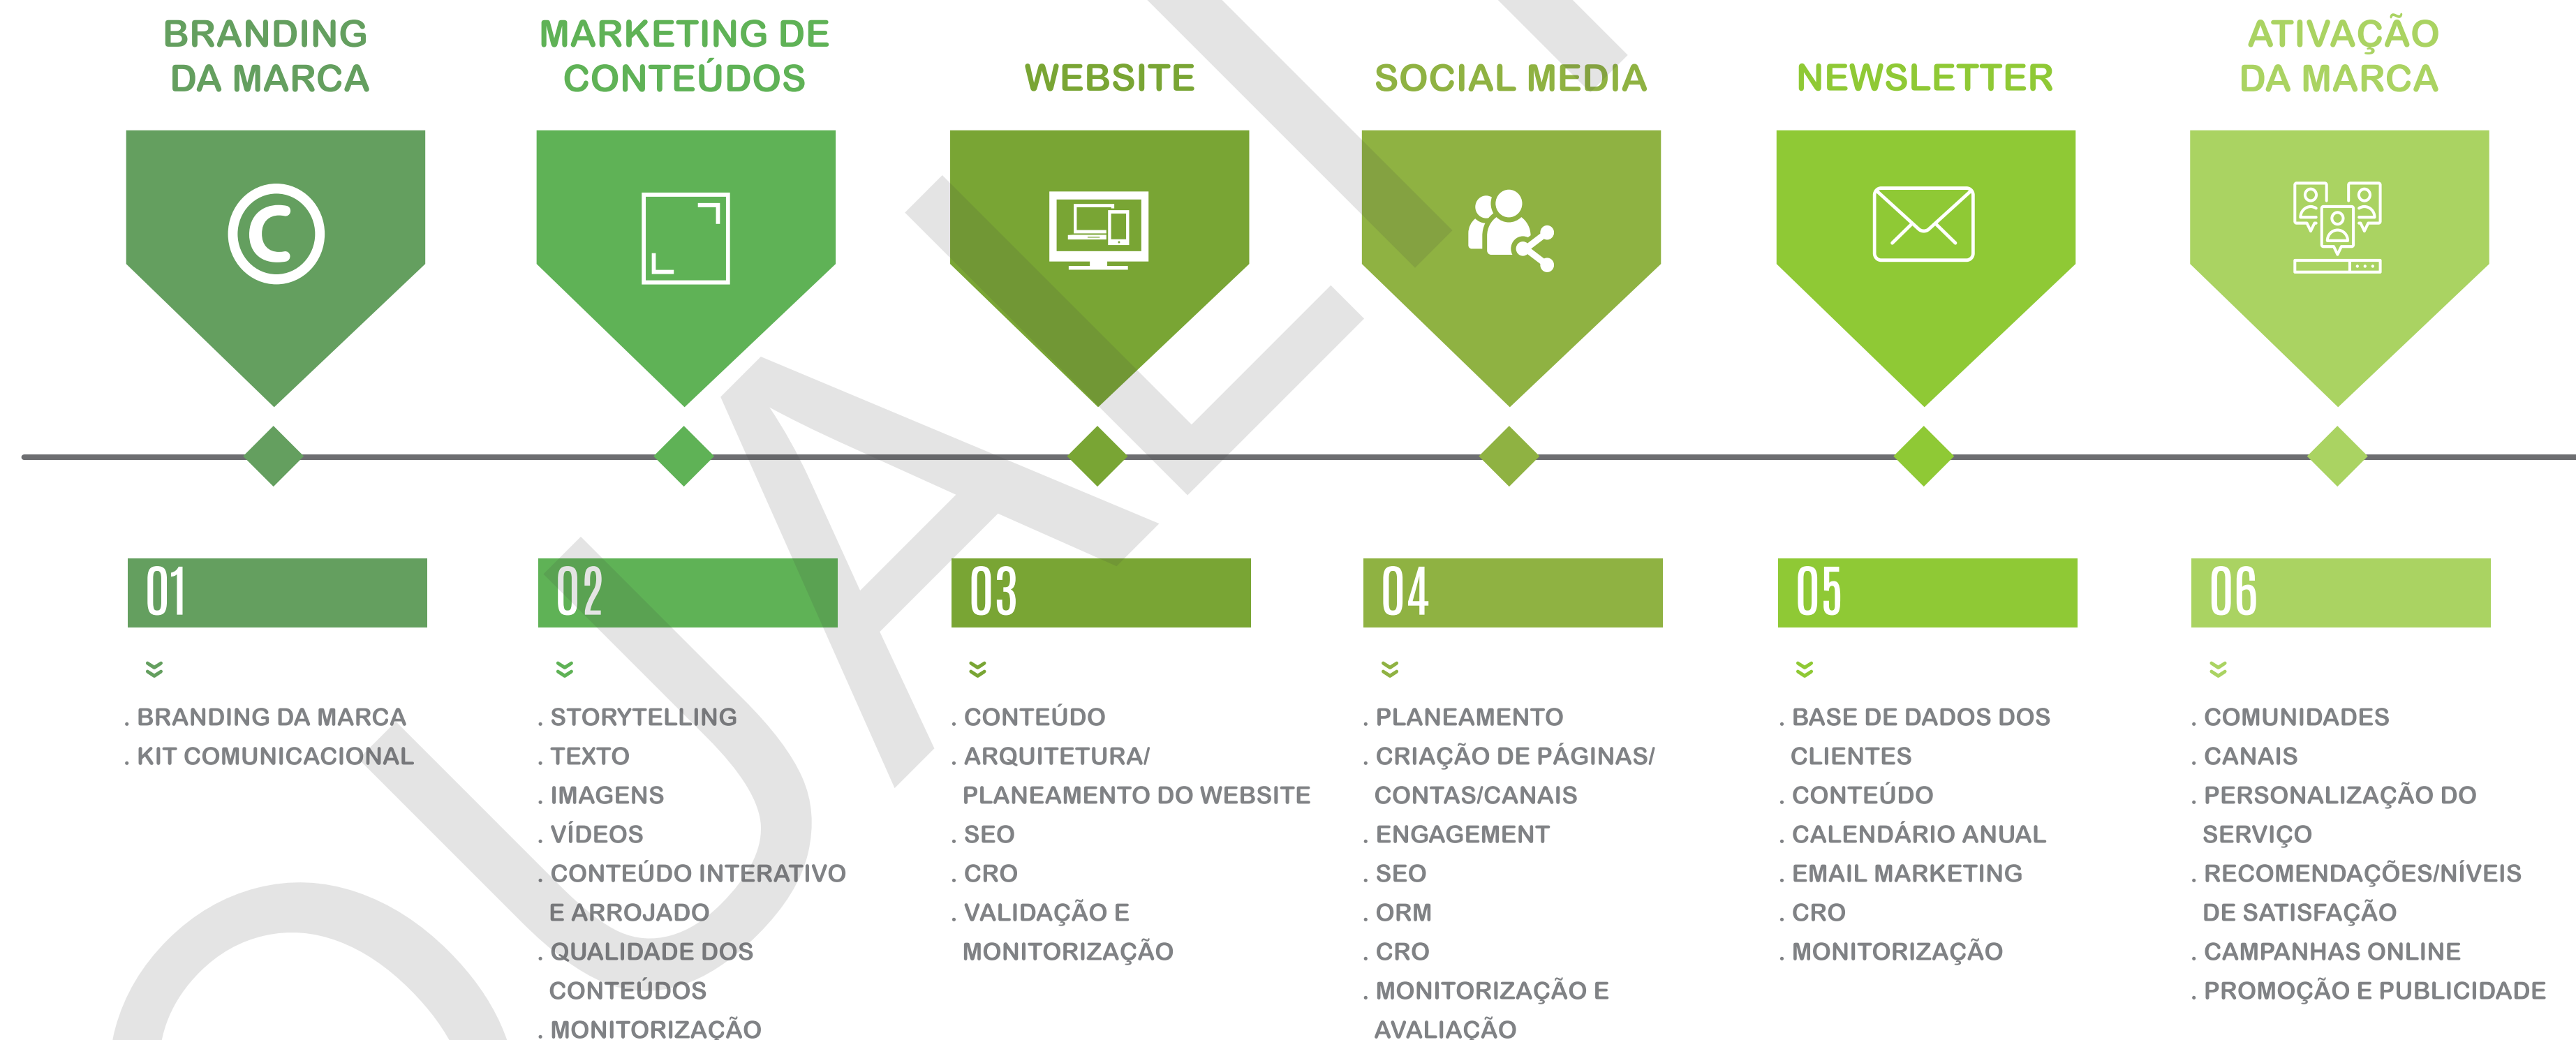 BRANDING
DA MARCA
MARKETING DE
CONTEÚDOS
WEBSITE
SOCIAL MEDIA
NEWSLETTER
ATIVAÇÃO
DA MARCA
01
. BRANDING DA MARCA
. KIT COMUNICACIONAL
02
. STORYTELLING
. TEXTO
. IMAGENS
. VÍDEOS
. CONTEÚDO INTERATIVO
E ARROJADO
. QUALIDADE DOS
CONTEÚDOS
. MONITORIZAÇÃO
03
. CONTEÚDO
. ARQUITETURA/
PLANEAMENTO DO WEBSITE
. SEO
. CRO
. VALIDAÇÃO E
MONITORIZAÇÃO
04
. PLANEAMENTO
. CRIAÇÃO DE PÁGINAS/
CONTAS/CANAIS
. ENGAGEMENT
. SEO
. ORM
. CRO
. MONITORIZAÇÃO E
AVALIAÇÃO
05
. BASE DE DADOS DOS
CLIENTES
. CONTEÚDO
. CALENDÁRIO ANUAL
. EMAIL MARKETING
. CRO
. MONITORIZAÇÃO
06
. COMUNIDADES
. CANAIS
. PERSONALIZAÇÃO DO
SERVIÇO
. RECOMENDAÇÕES/NÍVEIS
DE SATISFAÇÃO
. CAMPANHAS ONLINE
. PROMOÇÃO E PUBLICIDADE